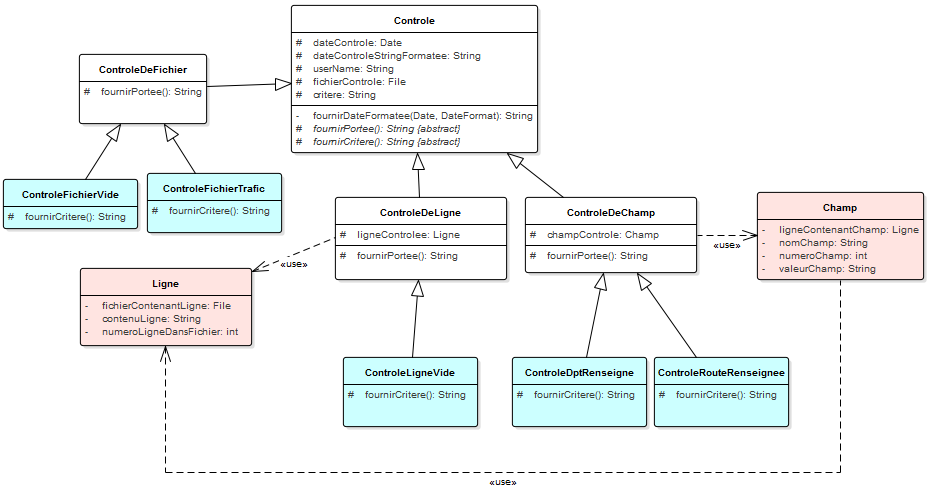 Controle
# dateControle: Date
# dateControleStringFormatee: String
# userName: String
# fichierControle: File
# critere: String
- fournirDateFormatee(Date, DateFormat): String
# fournirPortee(): String {abstract}
# fournirCritere(): String {abstract}
ControleDeFichier
# fournirPortee(): String
ControleFichierVide
# fournirCritere(): String
ControleFichierTrafic
# fournirCritere(): String
ControleDeLigne
# ligneControlee: Ligne
# fournirPortee(): String
ControleDeChamp
# champControle: Champ
# fournirPortee(): String
Champ
- ligneContenantChamp: Ligne
- nomChamp: String
- numeroChamp: int
- valeurChamp: String
«use»
«use»
Ligne
- fichierContenantLigne: File
- contenuLigne: String
- numeroLigneDansFichier: int
ControleLigneVide
# fournirCritere(): String
ControleDptRenseigne
# fournirCritere(): String
ControleRouteRenseignee
# fournirCritere(): String
«use»